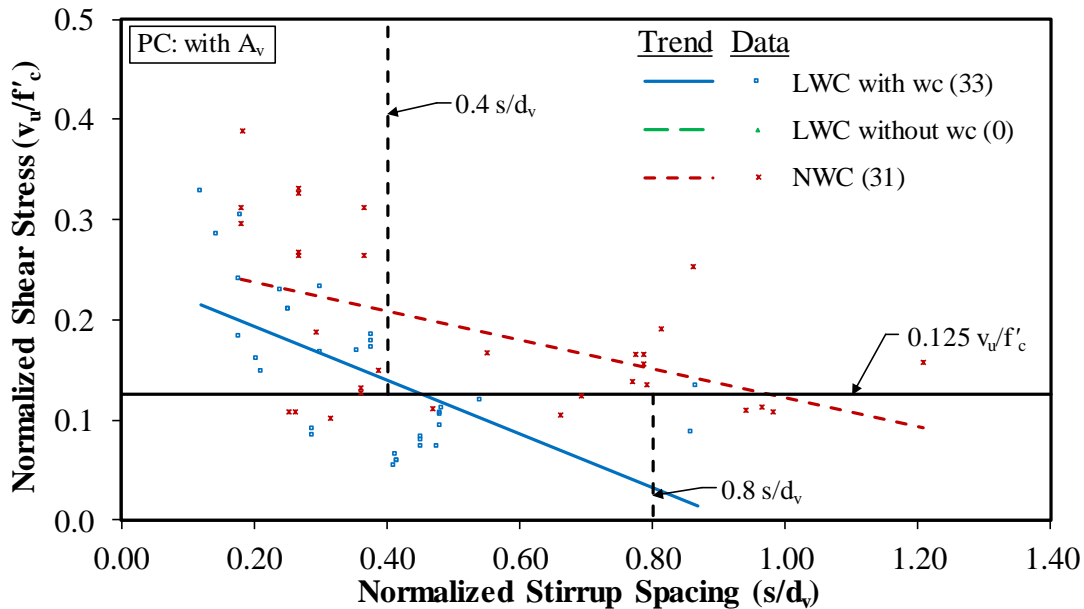 PC: with Av
Trend Data
LWC with wc (33)
LWC without wc (0)
NWC (31)
0.4 s/dv
0.125 vu/f′c
0.8 s/dv
Normalized Shear Stress (vu/f′c)
0.5
0.4
0.3
0.2
0.1
0.0
0.00 0.20 0.40 0.60 0.80 1.00 1.20 1.40
Normalized Stirrup Spacing (s/dv)